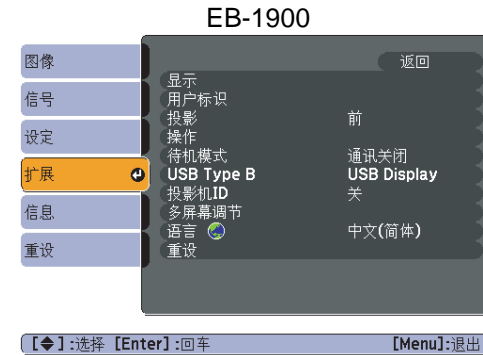 EB-1900
图像
信号
设定
扩展
信息
重设
返回
显示
用户标识
投影 前
操作
待机模式 通讯关闭
USB Type B USB Display
投影机ID 关
多屏幕调节
语言 中文(简体)
重设
[◆]:选择 [Enter]:回车 [Menu]:退出